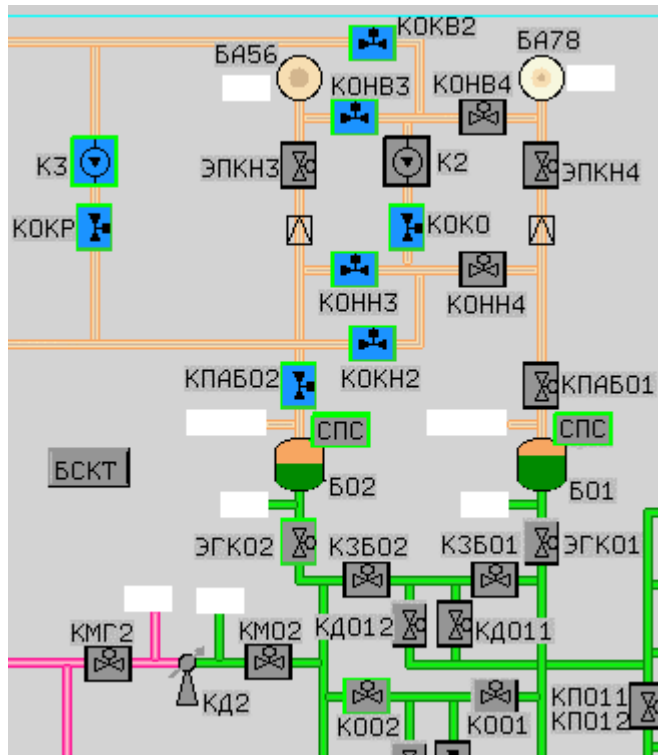 КОКВ2
БА56
БА78
КОНВ3
КОНВ4
К3
ЭПКН3
К2
ЭПКН4
КОКР
КОКО
КОНН3
КОНН4
КПАБО2
КОКН2
КПАБО1
СПС
СПС
БСКТ
БО2
БО1
ЭГКО2
КЗБО2
КЗБО1
ЭГКО1
КДО12
КДО11
КМГ2
КМО2
КД2
КПО11
КОО2
КОО1
КПО12